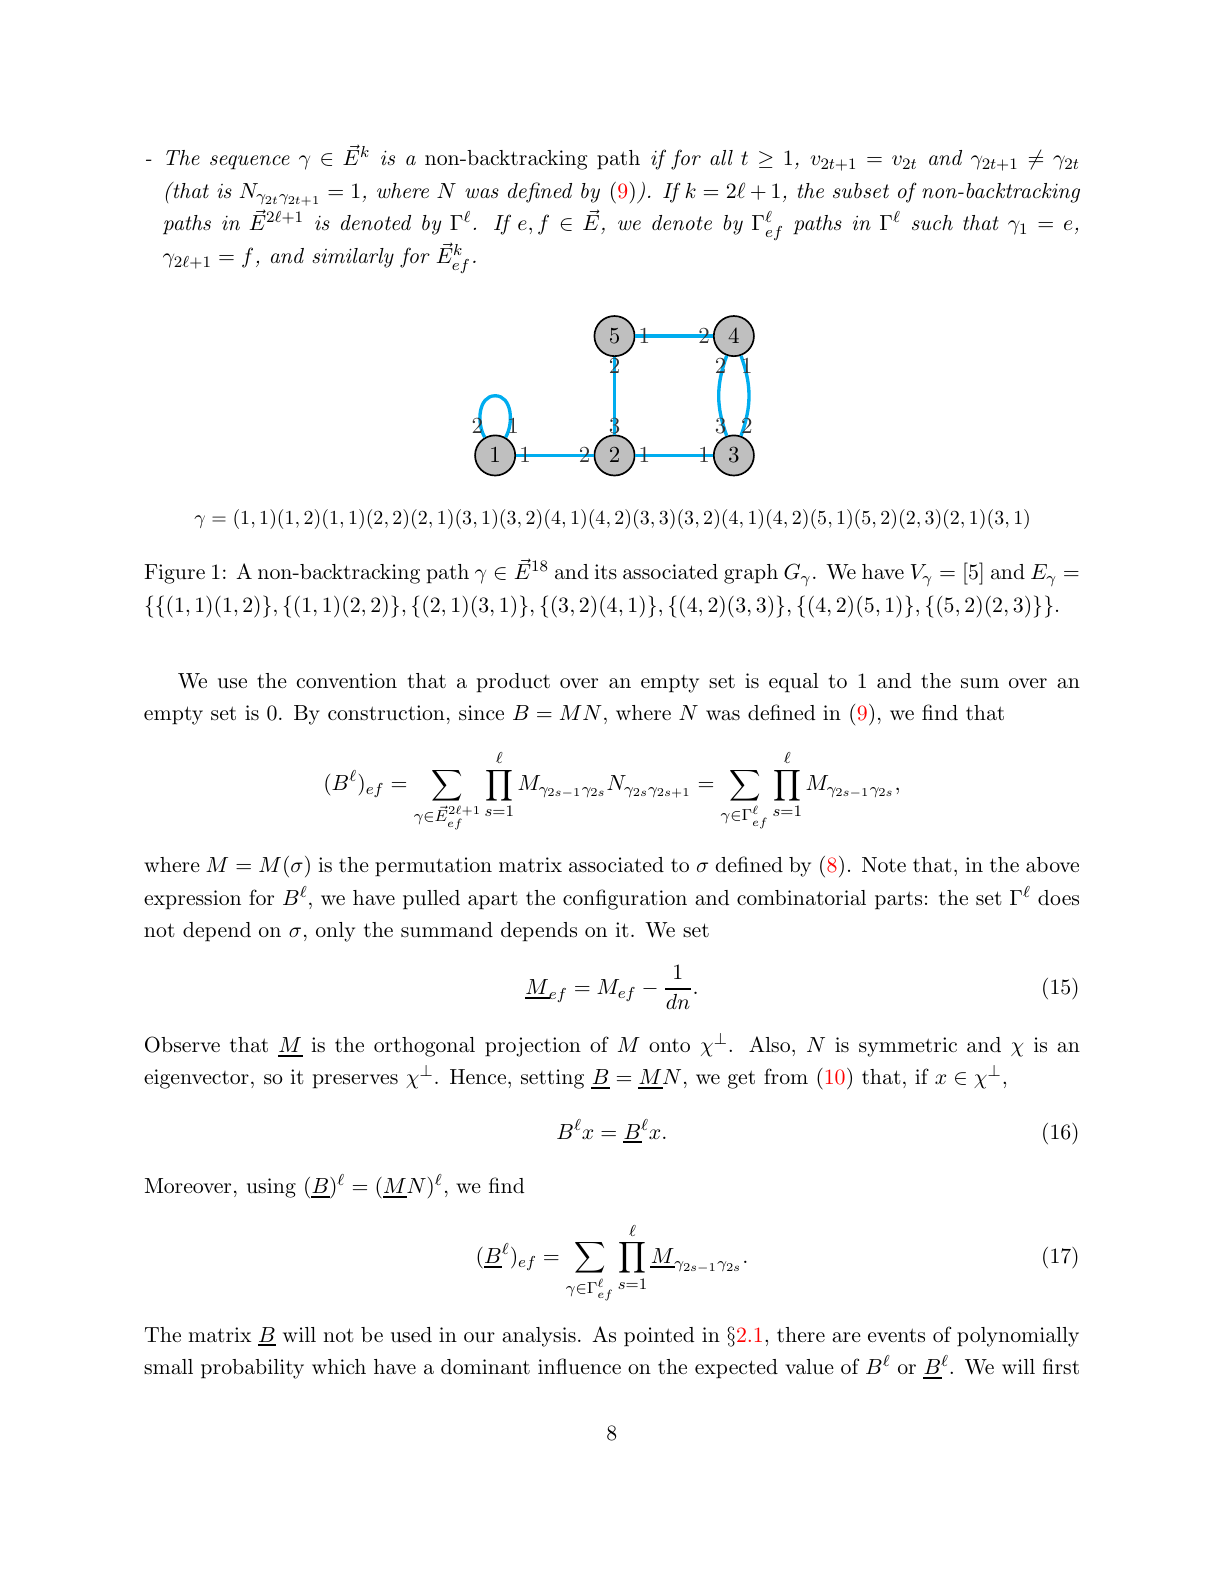 - The sequence γ ∈ E⃗^k is a non-backtracking path if for all t ≥ 1, v_{2t+1} = v_{2t} and γ_{2t+1} ≠ γ_{2t}
(that is N_{γ_{2t}γ_{2t+1}} = 1, where N was defined by (9)). If k = 2ℓ + 1, the subset of non-backtracking
paths in E⃗^{2ℓ+1} is denoted by Γ^ℓ. If e, f ∈ E⃗, we denote by Γ^ℓ_{ef} paths in Γ^ℓ such that γ_1 = e,
γ_{2ℓ+1} = f, and similarly for E⃗^k_{ef}.
5 1 2 4
2 2 1
2 1 3 3 2
1 1 2 2 1 1 3
γ = (1, 1)(1, 2)(1, 1)(2, 2)(2, 1)(3, 1)(3, 2)(4, 1)(4, 2)(3, 3)(3, 2)(4, 1)(4, 2)(5, 1)(5, 2)(2, 3)(2, 1)(3, 1)
Figure 1: A non-backtracking path γ ∈ E⃗^{18} and its associated graph G_γ. We have V_γ = [5] and E_γ =
{{(1, 1)(1, 2)}, {(1, 1)(2, 2)}, {(2, 1)(3, 1)}, {(3, 2)(4, 1)}, {(4, 2)(3, 3)}, {(4, 2)(5, 1)}, {(5, 2)(2, 3)}}.
We use the convention that a product over an empty set is equal to 1 and the sum over an
empty set is 0. By construction, since B = MN, where N was defined in (9), we find that
(B^ℓ)_{ef} = ∑_{γ∈E⃗^{2ℓ+1}_{ef}} ∏_{s=1}^{ℓ} M_{γ_{2s−1}γ_{2s}} N_{γ_{2s}γ_{2s+1}} = ∑_{γ∈Γ^ℓ_{ef}} ∏_{s=1}^{ℓ} M_{γ_{2s−1}γ_{2s}},
where M = M(σ) is the permutation matrix associated to σ defined by (8). Note that, in the above
expression for B^ℓ, we have pulled apart the configuration and combinatorial parts: the set Γ^ℓ does
not depend on σ, only the summand depends on it. We set
<u>M</u>_{ef} = M_{ef} − 1/dn. (15)
Observe that <u>M</u> is the orthogonal projection of M onto χ^⊥. Also, N is symmetric and χ is an
eigenvector, so it preserves χ^⊥. Hence, setting <u>B</u> = <u>M</u>N, we get from (10) that, if x ∈ χ^⊥,
B^ℓ x = <u>B</u>^ℓ x. (16)
Moreover, using (<u>B</u>)^ℓ = (<u>M</u>N)^ℓ, we find
(<u>B</u>^ℓ)_{ef} = ∑_{γ∈Γ^ℓ_{ef}} ∏_{s=1}^{ℓ} <u>M</u>_{γ_{2s−1}γ_{2s}}. (17)
The matrix <u>B</u> will not be used in our analysis. As pointed in §2.1, there are events of polynomially
small probability which have a dominant influence on the expected value of B^ℓ or <u>B</u>^ℓ. We will first
8